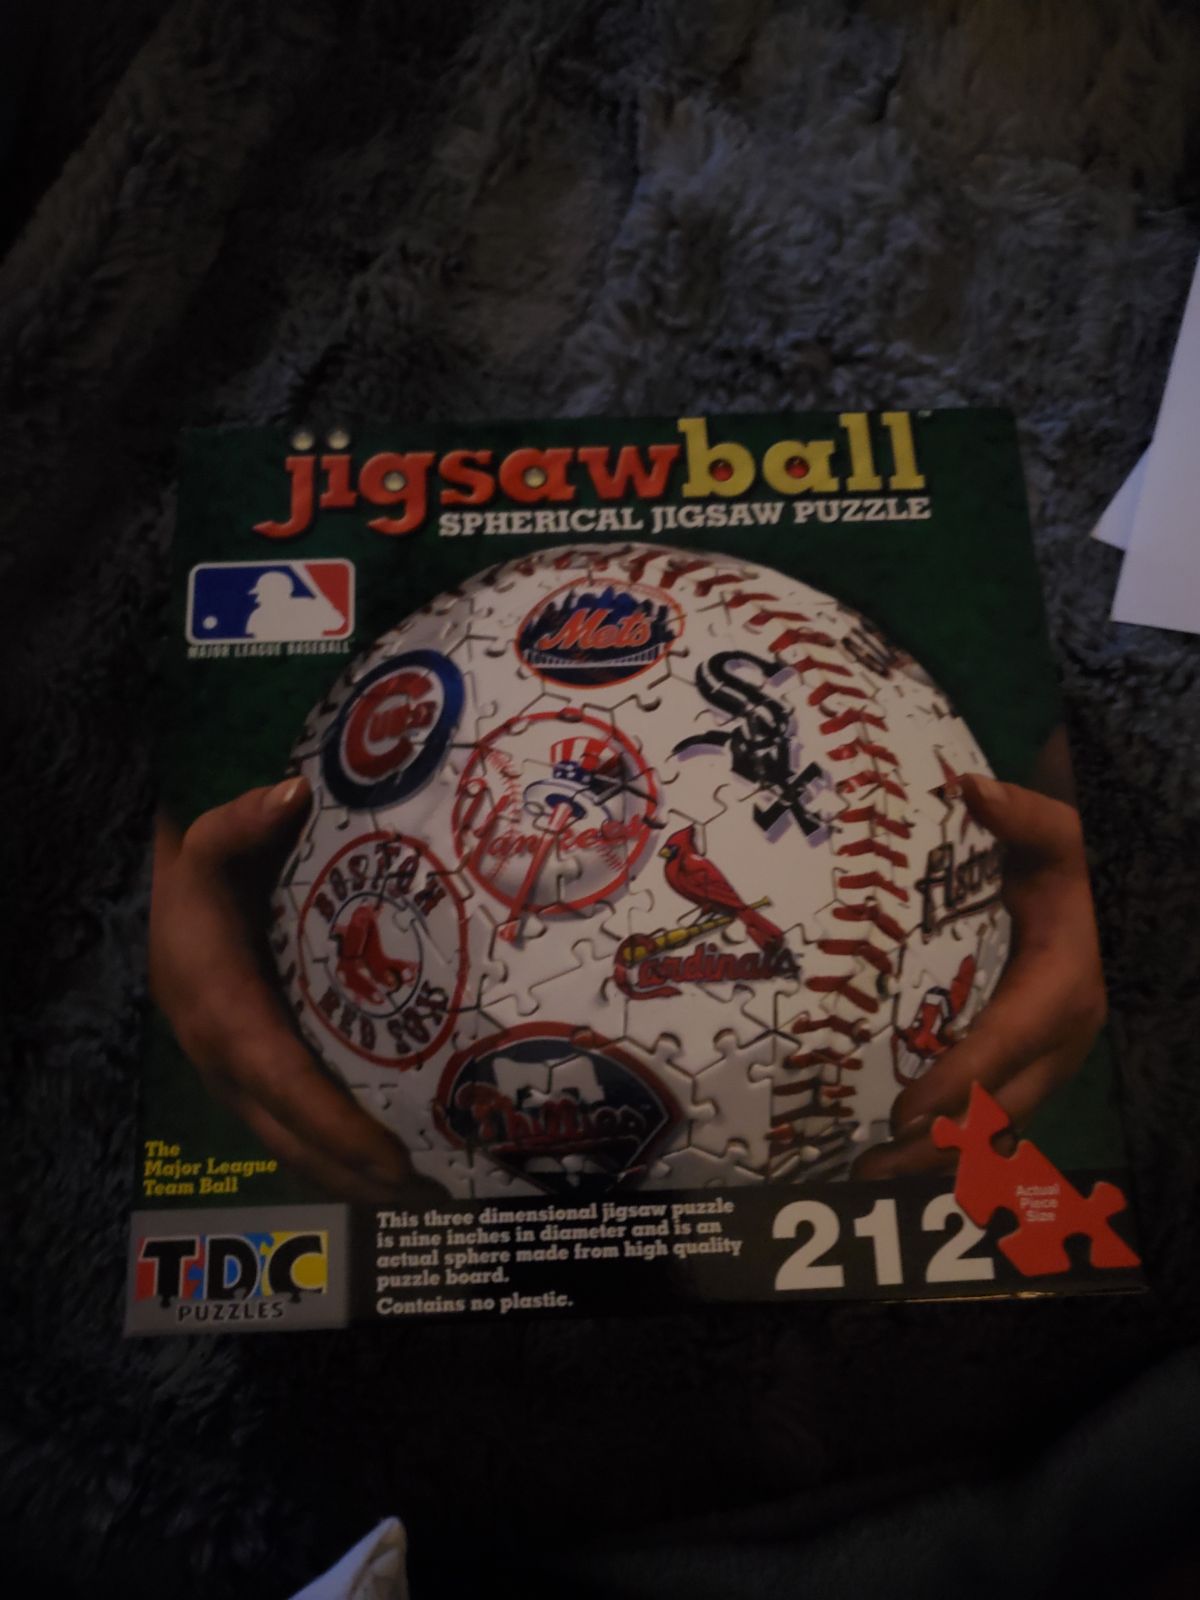 jigsawball™
SPHERICAL JIGSAW PUZZLE
MAJOR LEAGUE BASEBALL
Mets
CUBS
Sox
Yankees
BOSTON
RED SOX
Cardinals
Astros
Phillies
The
Major League
Team Ball
TDC
PUZZLES
This three dimensional jigsaw puzzle
is nine inches in diameter and is an
actual sphere made from high quality
puzzle board.
Contains no plastic.
212
Actual
Piece
Size